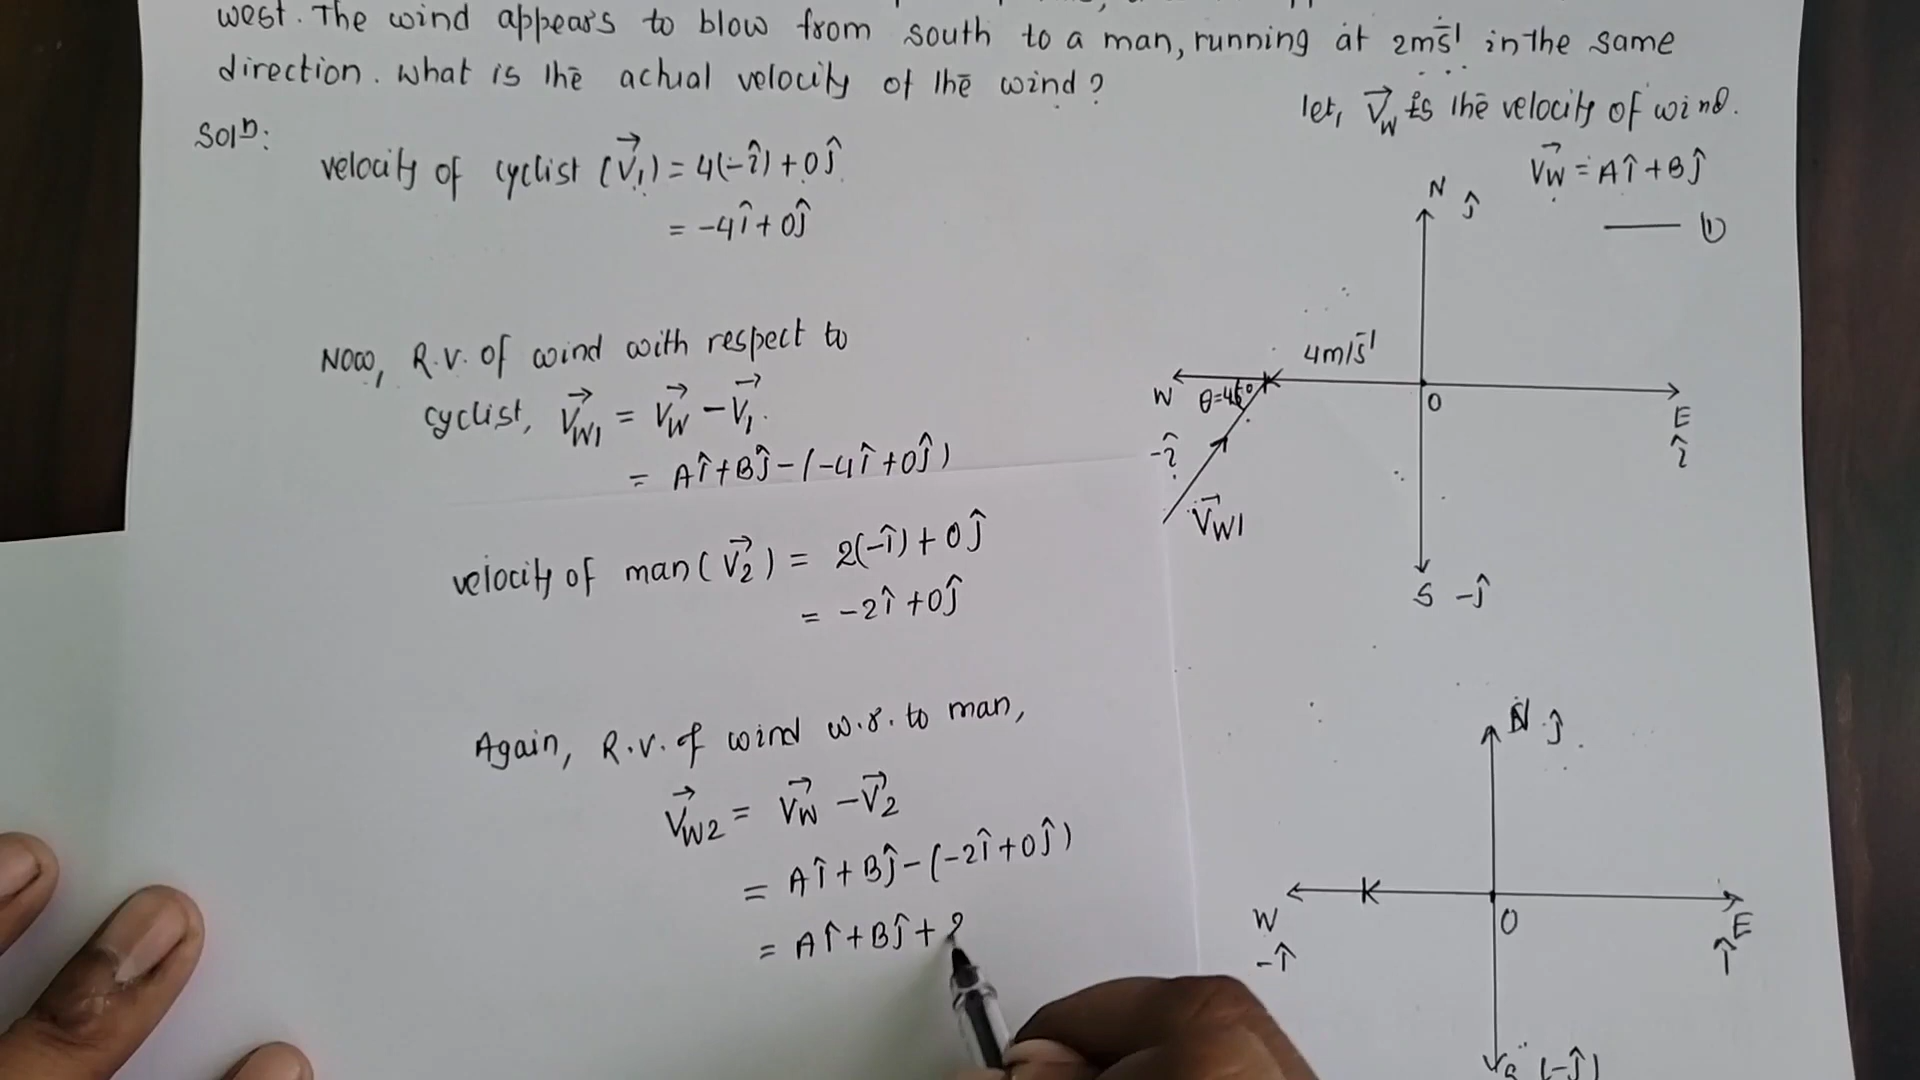 west. The wind appears to blow from south to a man, running at 2ms⁻¹ in the same
direction. What is the actual velocity of the wind?
let, V⃗w is the velocity of wind.
Solⁿ:
velocity of cyclist (V⃗₁) = 4(-î) + 0ĵ
= -4î + 0ĵ
V⃗w = Aî + Bĵ
—— (1)
N ĵ
4m/s⁻¹
W θ=45° O E
-î î
V⃗w1
S -ĵ
Now, R.V. of wind with respect to
cyclist, V⃗w1 = V⃗w - V⃗₁.
= Aî + Bĵ - (-4î + 0ĵ)
velocity of man (V⃗₂) = 2(-î) + 0ĵ
= -2î + 0ĵ
Again, R.V. of wind w.r. to man,
V⃗w2 = V⃗w - V⃗₂
= Aî + Bĵ - (-2î + 0ĵ)
= Aî + Bĵ + 2
N ĵ
W O E
-î î
(-ĵ)